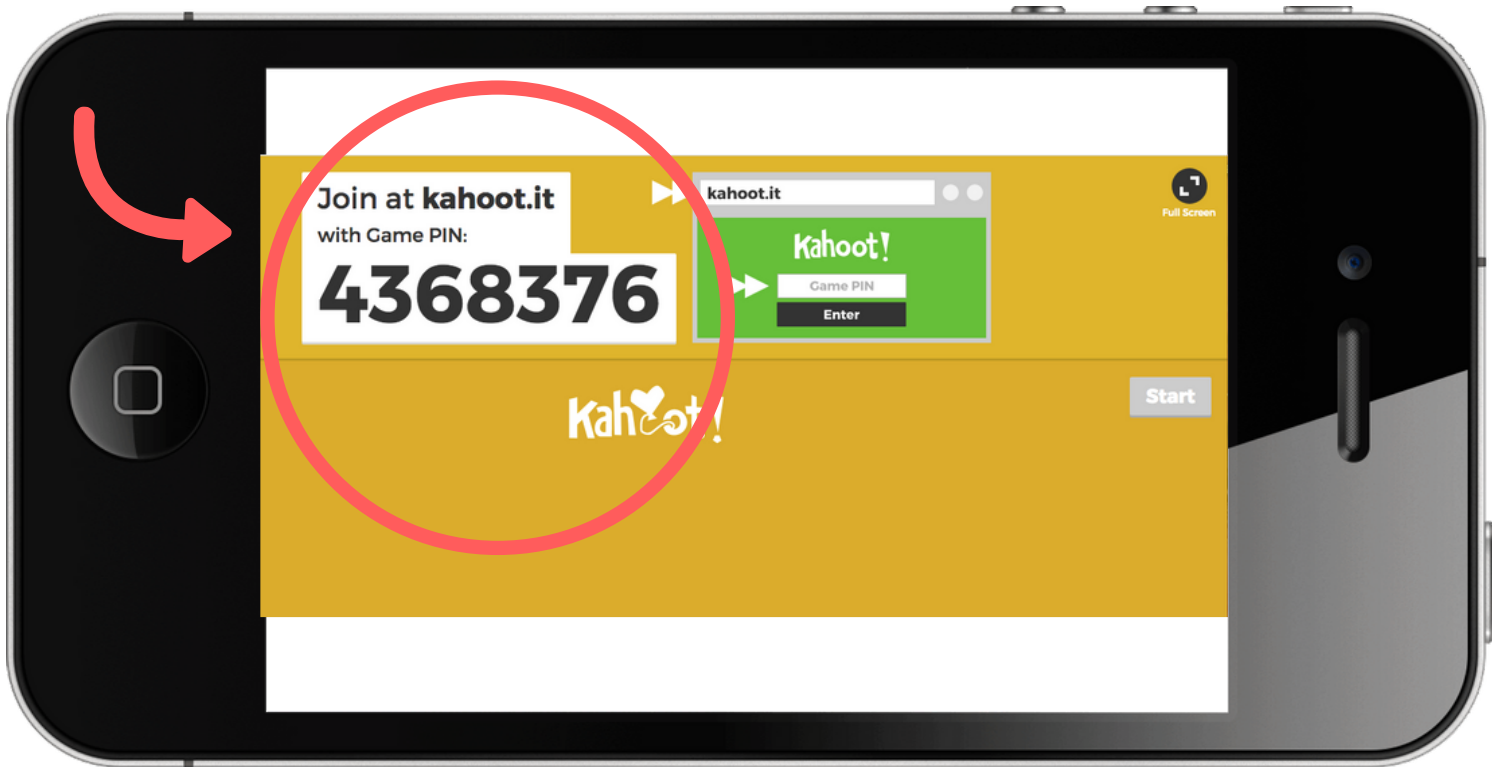 Join at kahoot.it
with Game PIN:
4368376
kahoot.it
Kahoot!
Game PIN
Enter
Full Screen
Kahoot!
Start